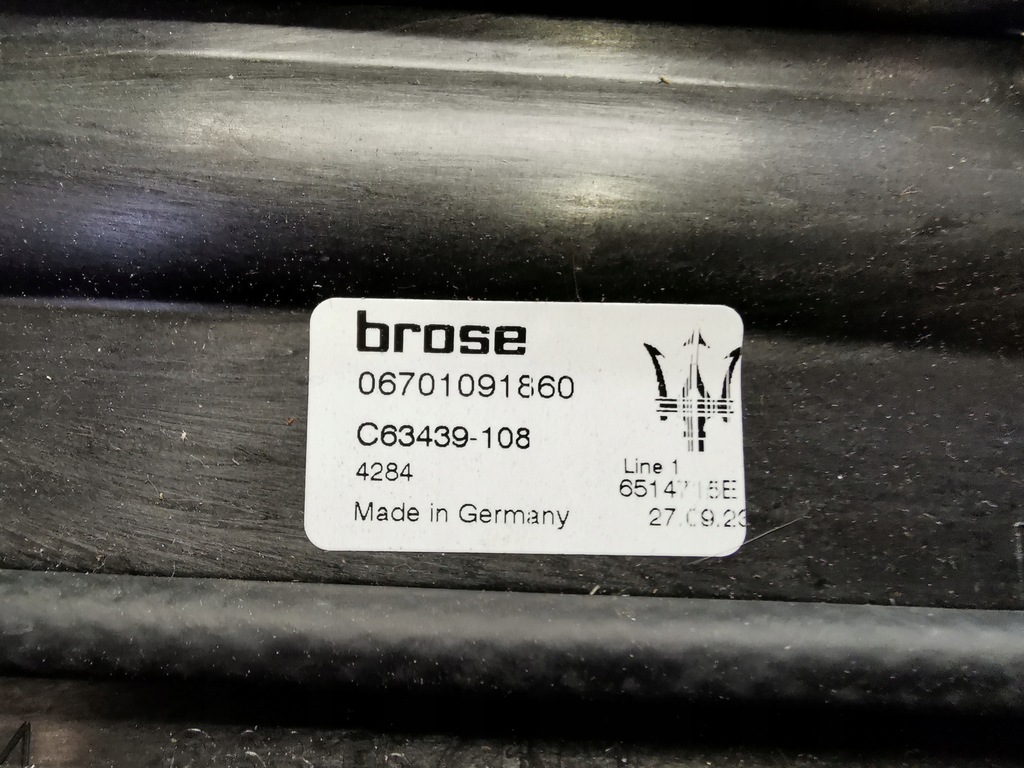 brose
06701091860
C63439-108
4284
Made in Germany
Line 1